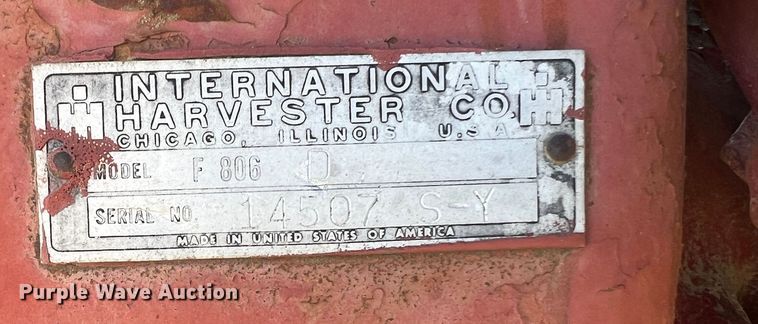 INTERNATIONAL
HARVESTER CO.
CHICAGO, ILLINOIS U.S.A.
MODEL F 806 D
SERIAL NO. 14507 S-Y
MADE IN UNITED STATES OF AMERICA
Purple Wave Auction